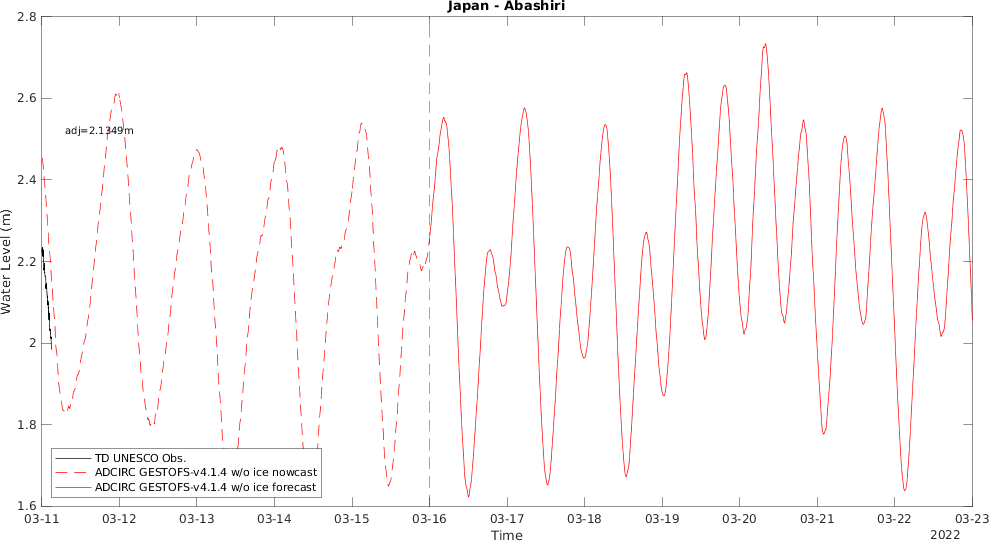 Japan - Abashiri
Water Level (m)
2.8
2.6
2.4
2.2
2
1.8
1.6
adj=2.1349m
TD UNESCO Obs.
ADCIRC GESTOFS-v4.1.4 w/o ice nowcast
ADCIRC GESTOFS-v4.1.4 w/o ice forecast
03-11 03-12 03-13 03-14 03-15 03-16 03-17 03-18 03-19 03-20 03-21 03-22 03-23
Time
2022